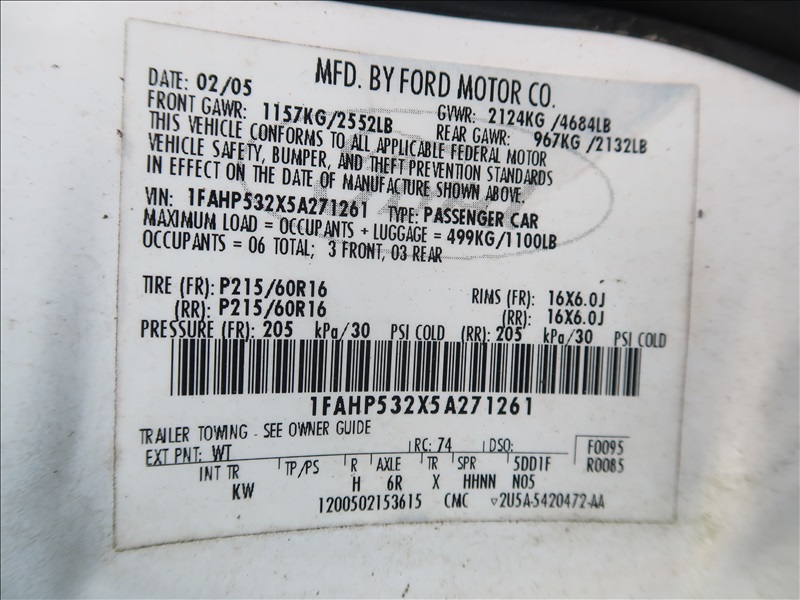 MFD. BY FORD MOTOR CO.
DATE: 02/05 GVWR: 2124KG /4684LB
FRONT GAWR: 1157KG/2552LB REAR GAWR: 967KG /2132LB
THIS VEHICLE CONFORMS TO ALL APPLICABLE FEDERAL MOTOR
VEHICLE SAFETY, BUMPER, AND THEFT PREVENTION STANDARDS
IN EFFECT ON THE DATE OF MANUFACTURE SHOWN ABOVE.
VIN: 1FAHP532X5A271261 TYPE: PASSENGER CAR
MAXIMUM LOAD = OCCUPANTS + LUGGAGE = 499KG/1100LB
OCCUPANTS = 06 TOTAL; 3 FRONT, 03 REAR
TIRE (FR): P215/60R16 RIMS (FR): 16X6.0J
(RR): P215/60R16 (RR): 16X6.0J
PRESSURE (FR): 205 kPa/30 PSI COLD (RR): 205 kPa/30 PSI COLD
1FAHP532X5A271261
TRAILER TOWING - SEE OWNER GUIDE
EXT PNT: WT RC: 74 DSO: F0095
INT TR TP/PS R AXLE TR SPR 5DD1F R0085
KW H 6R X HHNN N05
1200502153615 CMC ▽2U5A-5420472-AA